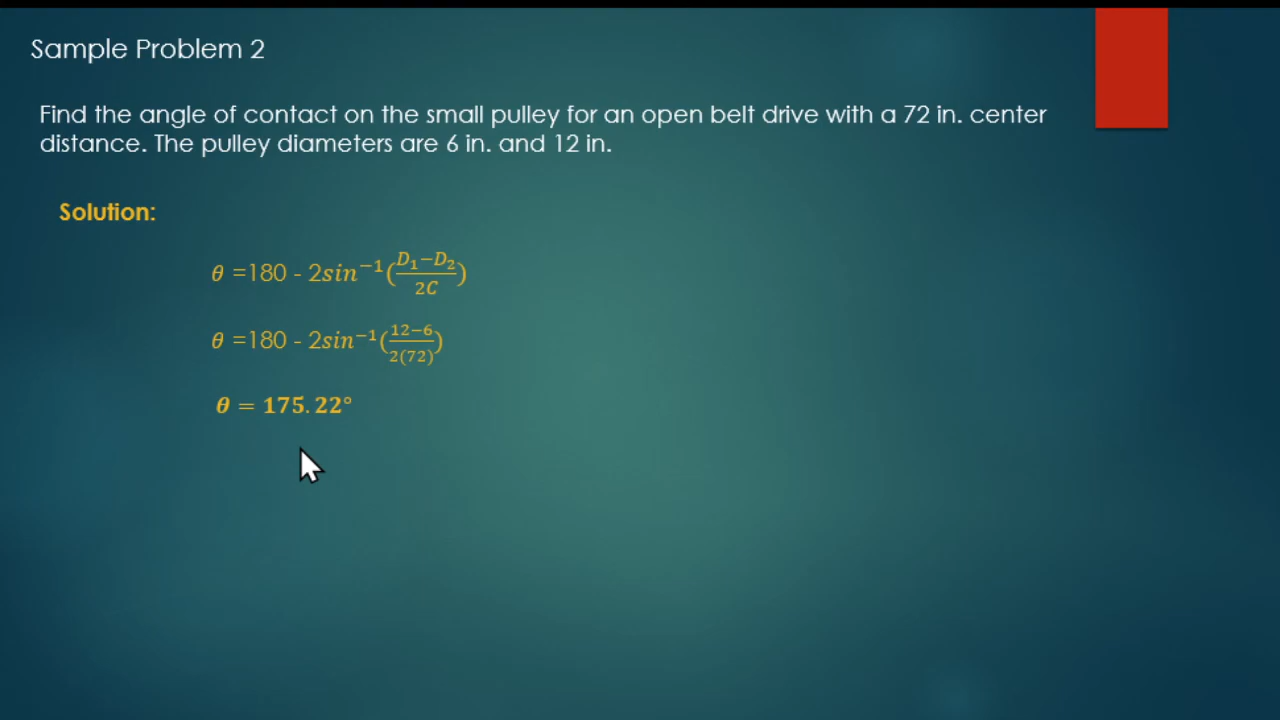 Sample Problem 2
Find the angle of contact on the small pulley for an open belt drive with a 72 in. center
distance. The pulley diameters are 6 in. and 12 in.
Solution:
θ =180 - 2sin⁻¹(\frac{D₁−D₂}{2C})
θ =180 - 2sin⁻¹(\frac{12−6}{2(72)})
θ = 175.22°